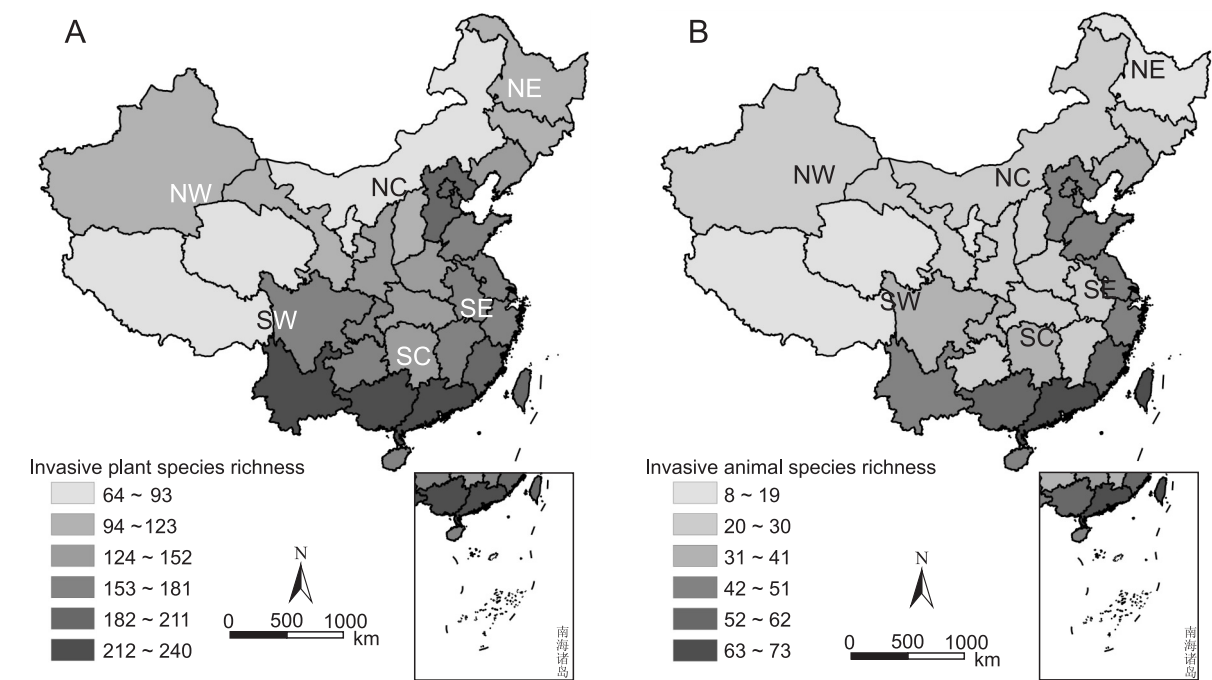 A
NE
NW
NC
SW
SE
SC
Invasive plant species richness
64 ~ 93
94 ~123
124 ~ 152
153 ~ 181
182 ~ 211
212 ~ 240
N
0 500 1000
km
南
海
诸
岛
B
NE
NW
NC
SW
SE
SC
Invasive animal species richness
8 ~ 19
20 ~ 30
31 ~ 41
42 ~ 51
52 ~ 62
63 ~ 73
N
0 500 1000
km
南
海
诸
岛